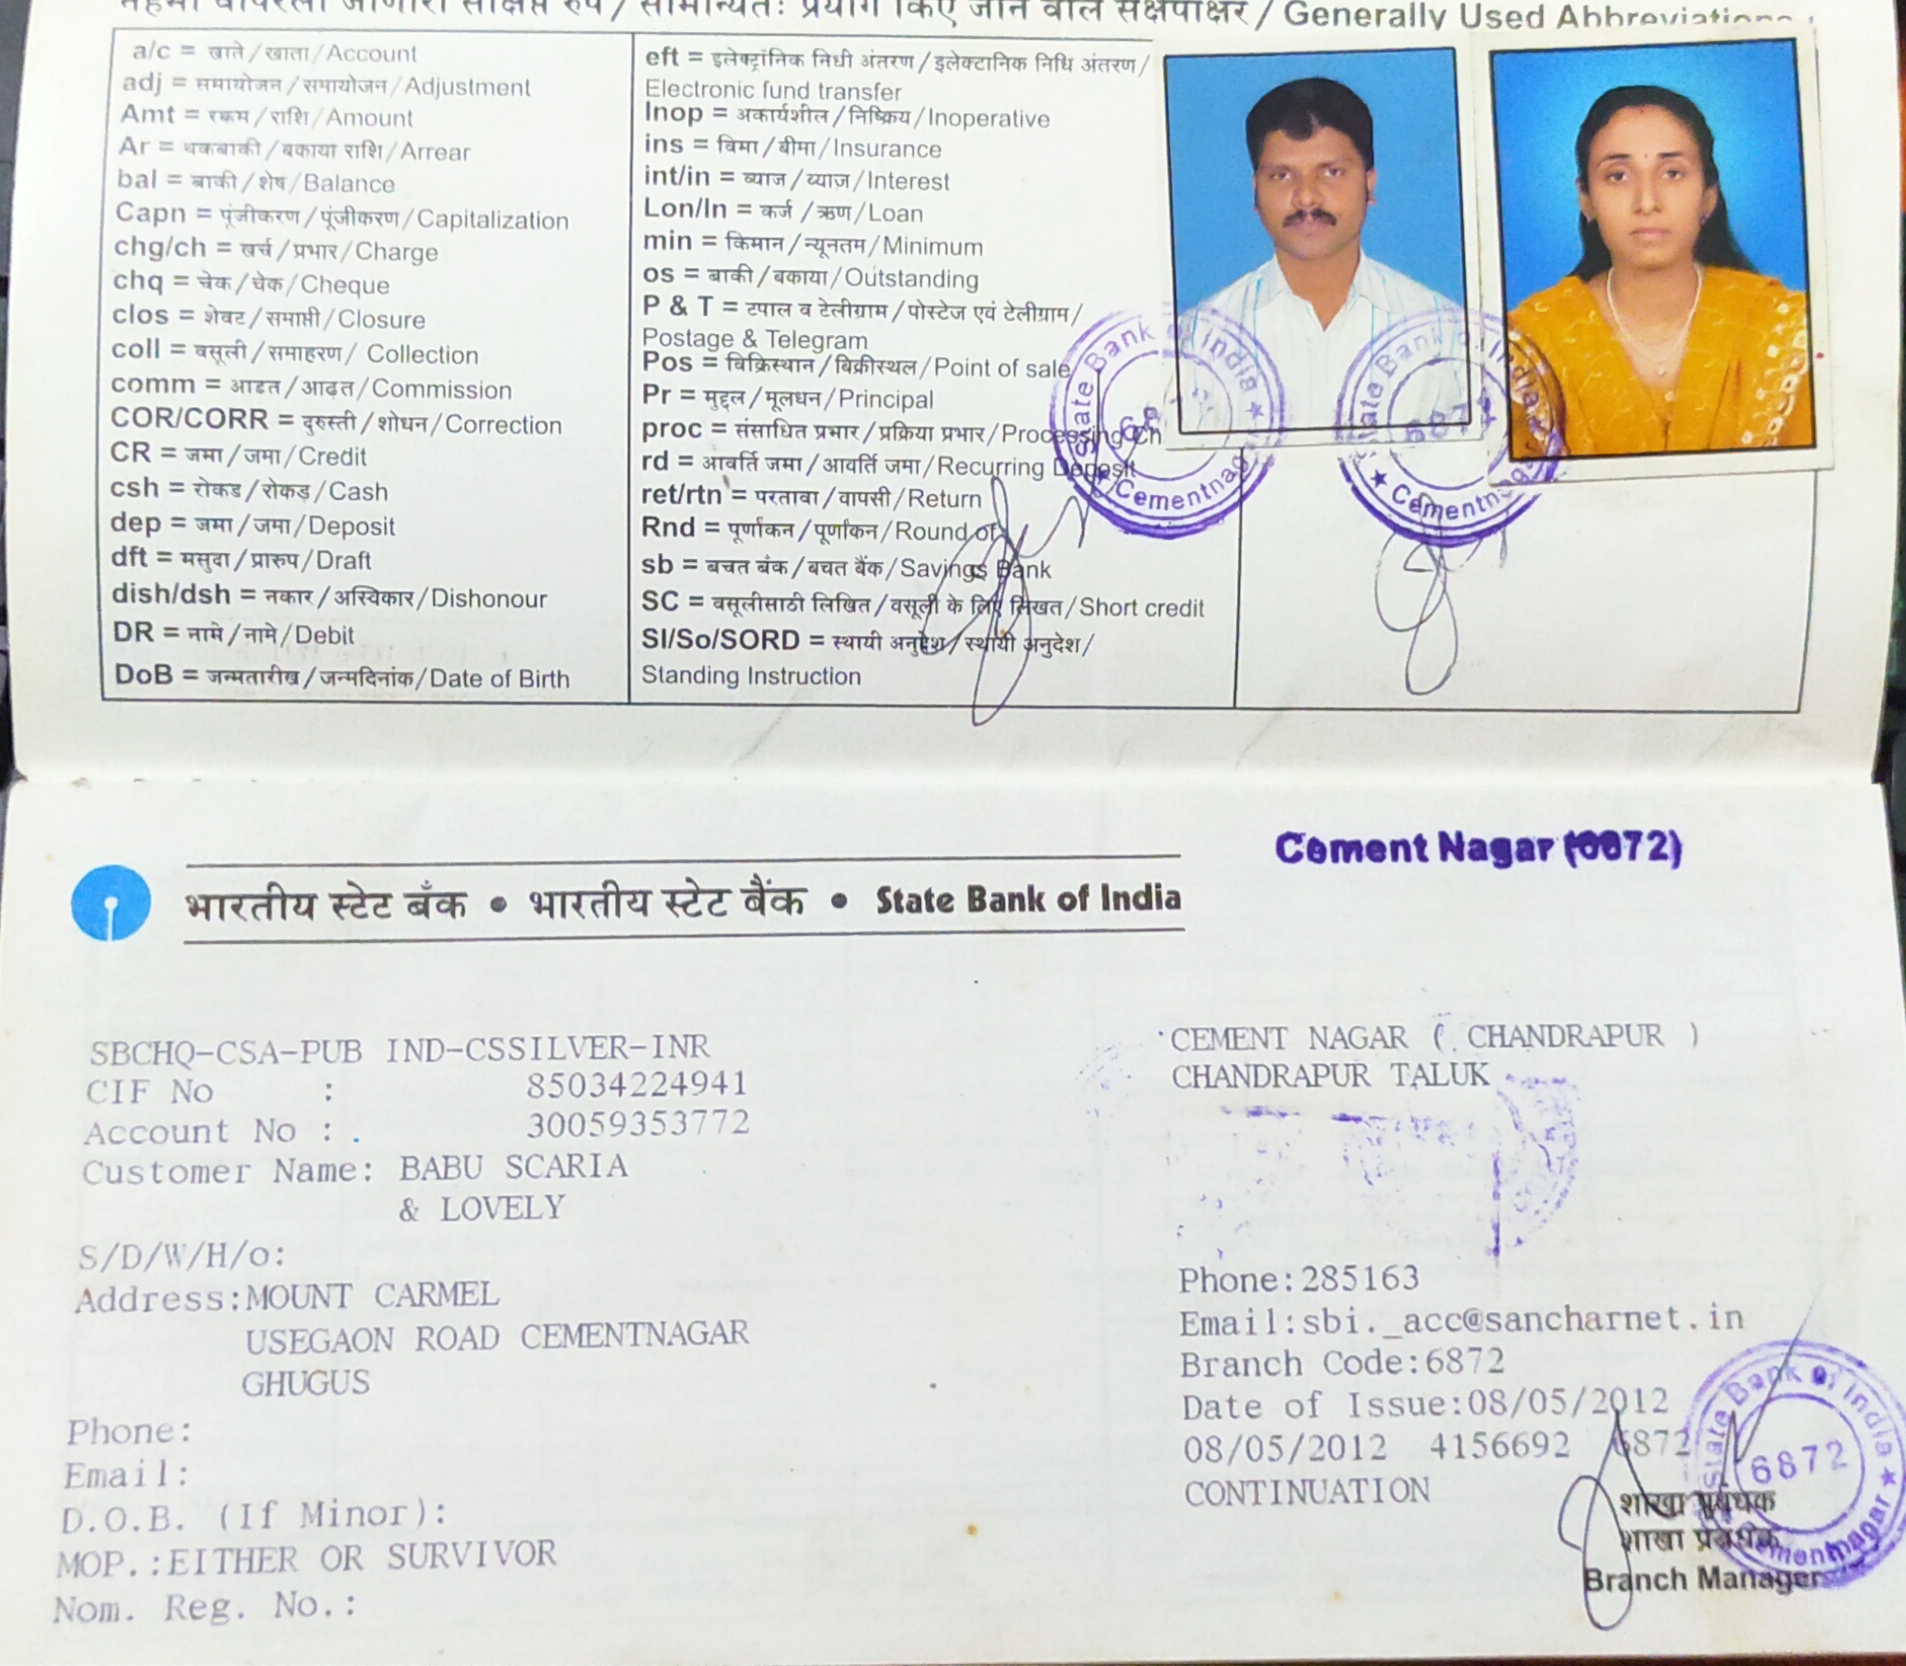 सामान्यतः प्रयोग किए जाने वाले संक्षेपाक्षर / Generally Used Abbreviations
a/c = खाते/खाता/Account
adj = समायोजन/समायोजन/Adjustment
Amt = रक्कम/राशि/Amount
Ar = थकबाकी/बकाया राशि/Arrear
bal = बाकी/शेष/Balance
Capn = पूंजीकरण/पूंजीकरण/Capitalization
chg/ch = खर्च/प्रभार/Charge
chq = चेक/चेक/Cheque
clos = शेवट/समाप्ती/Closure
coll = वसूली/समाहरण/ Collection
comm = आडत/आढ़त/Commission
COR/CORR = दुरुस्ती/शोधन/Correction
CR = जमा/जमा/Credit
csh = रोकड/रोकड़/Cash
dep = जमा/जमा/Deposit
dft = मसुदा/प्रारुप/Draft
dish/dsh = नकार/अस्विकार/Dishonour
DR = नामे/नामे/Debit
DoB = जन्मतारीख/जन्मदिनांक/Date of Birth
eft = इलेक्ट्रॉनिक निधी अंतरण/इलेक्टानिक निधि अंतरण/
Electronic fund transfer
Inop = अकार्यशील/निष्क्रिय/Inoperative
ins = विमा/बीमा/Insurance
int/in = व्याज/व्याज/Interest
Lon/ln = कर्ज/ऋण/Loan
min = किमान/न्यूनतम/Minimum
os = बाकी/बकाया/Outstanding
P & T = टपाल व टेलीग्राम/पोस्टेज एवं टेलीग्राम/
Postage & Telegram
Pos = विक्रिस्थान/बिक्रीस्थल/Point of sale
Pr = मुद्दल/मूलधन/Principal
proc = संसाधित प्रभार/प्रक्रिया प्रभार/Processing Ch
rd = आवर्ति जमा/आवर्ति जमा/Recurring Deposit
ret/rtn = परतावा/वापसी/Return
Rnd = पूर्णांकन/पूर्णांकन/Round of
sb = बचत बँक/बचत बैंक/Savings Bank
SC = वसूलीसाठी लिखित/वसूली के लिए लिखत/Short credit
SI/So/SORD = स्थायी अनुदेश/स्थायी अनुदेश/
Standing Instruction
State Bank of India
★ Cementnagar ★
State Bank of India
★ Cementnagar ★
Cement Nagar (6872)
भारतीय स्टेट बँक • भारतीय स्टेट बैंक • State Bank of India
SBCHQ-CSA-PUB IND-CSSILVER-INR
CIF No : 85034224941
Account No : 30059353772
Customer Name: BABU SCARIA
& LOVELY
S/D/W/H/o:
Address:MOUNT CARMEL
USEGAON ROAD CEMENTNAGAR
GHUGUS
Phone:
Email:
D.O.B. (If Minor):
MOP.:EITHER OR SURVIVOR
Nom. Reg. No.:
CEMENT NAGAR ( CHANDRAPUR )
CHANDRAPUR TALUK
Phone:285163
Email:sbi._acc@sancharnet.in
Branch Code:6872
Date of Issue:08/05/2012
08/05/2012 4156692 6872
CONTINUATION
State Bank of India
6872
Cementnagar ★
शाखा प्रबंधक
शाखा प्रबंधक
Branch Manager